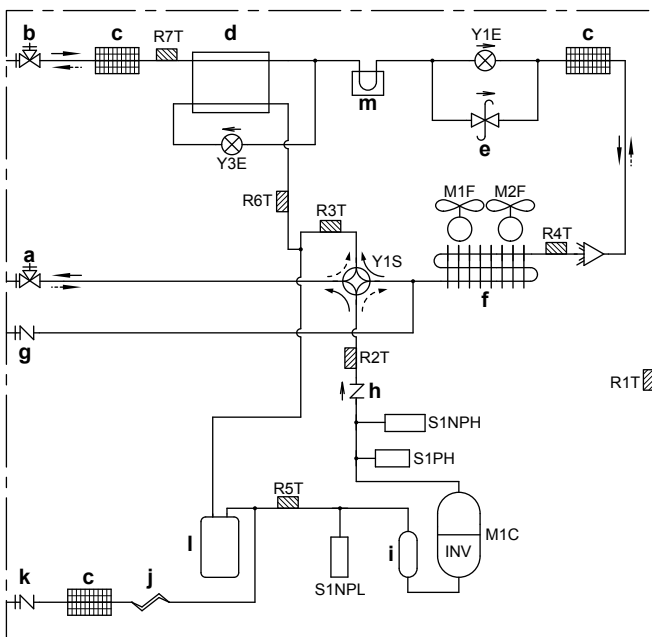 b
c
R7T
d
m
Y1E
c
e
Y3E
R6T
R3T
M1F
M2F
R4T
Y1S
a
f
g
R2T
R1T
h
S1NPH
S1PH
R5T
M1C
INV
l
i
k
c
j
S1NPL